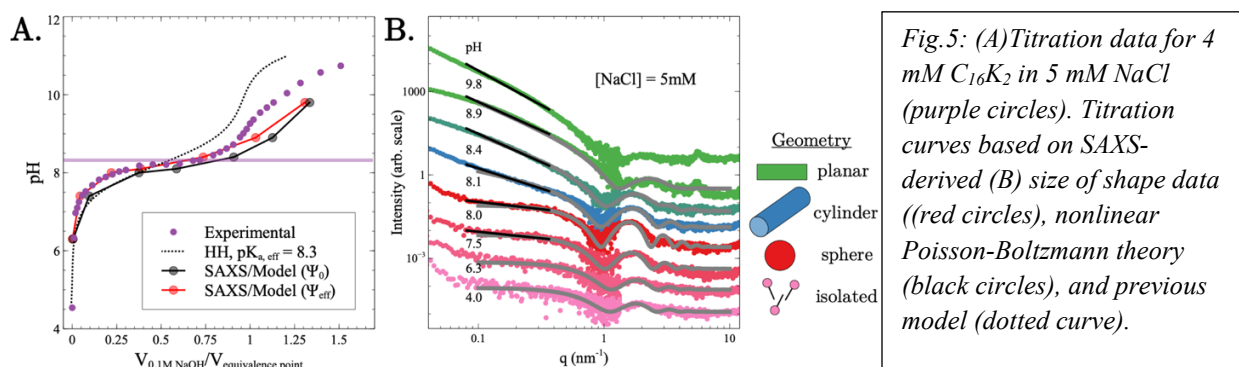 A.
12
10
8
6
4
pH
0
0.25
0.5
0.75
1
1.25
1.5
V0.1M NaOH/Vequivalence point
Experimental
HH, pKa, eff = 8.3
SAXS/Model (Ψ0)
SAXS/Model (Ψeff)
B.
pH
[NaCl] = 5mM
9.8
8.9
8.4
8.1
8.0
7.5
6.3
4.0
1000
1
10-3
Intensity (arb. scale)
0.1
1
10
q (nm-1)
Geometry
planar
cylinder
sphere
isolated
Fig.5: (A)Titration data for 4
mM C16K2 in 5 mM NaCl
(purple circles). Titration
curves based on SAXS-
derived (B) size of shape data
((red circles), nonlinear
Poisson-Boltzmann theory
(black circles), and previous
model (dotted curve).